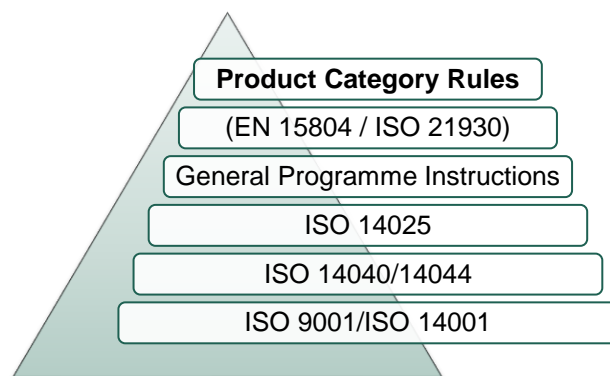 Product Category Rules
(EN 15804 / ISO 21930)
General Programme Instructions
ISO 14025
ISO 14040/14044
ISO 9001/ISO 14001